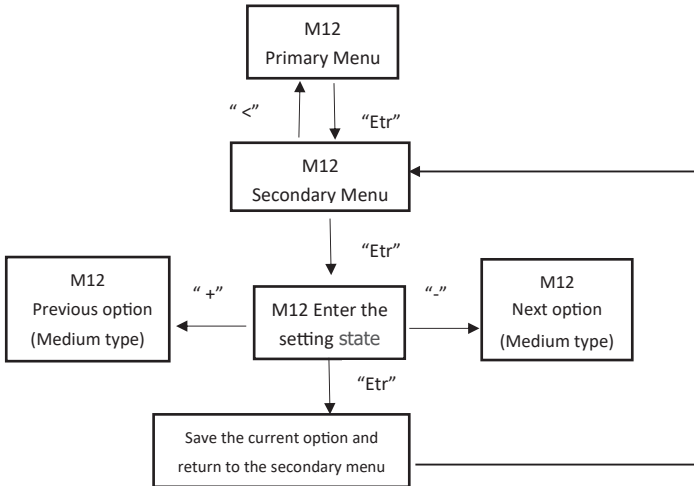 M12
Primary Menu
“ <”
“Etr”
M12
Secondary Menu
“Etr”
M12
Previous option
(Medium type)
“ +”
M12 Enter the
setting state
“-”
M12
Next option
(Medium type)
“Etr”
Save the current option and
return to the secondary menu